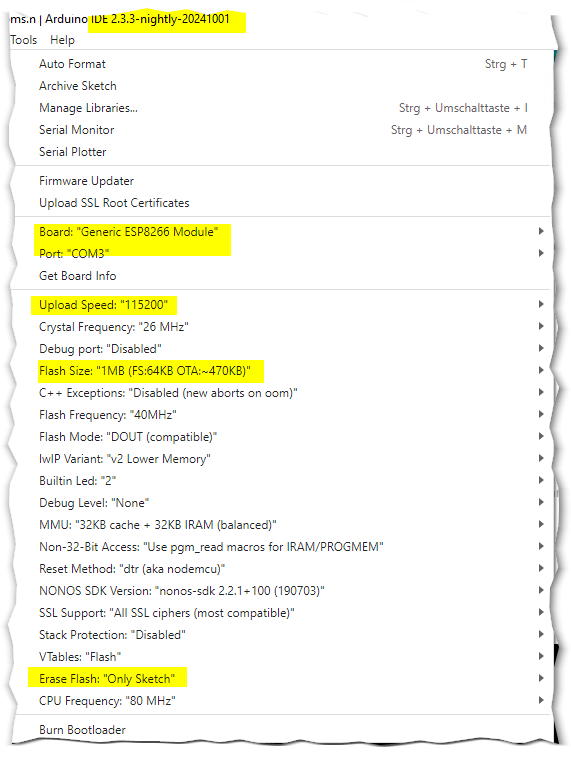 oms.n | Arduino IDE 2.3.3-nightly-20241001
Tools Help
Auto Format Strg + T
Archive Sketch
Manage Libraries... Strg + Umschalttaste + I
Serial Monitor Strg + Umschalttaste + M
Serial Plotter
Firmware Updater
Upload SSL Root Certificates
Board: "Generic ESP8266 Module"
Port: "COM3"
Get Board Info
Upload Speed: "115200"
Crystal Frequency: "26 MHz"
Debug port: "Disabled"
Flash Size: "1MB (FS:64KB OTA:~470KB)"
C++ Exceptions: "Disabled (new aborts on oom)"
Flash Frequency: "40MHz"
Flash Mode: "DOUT (compatible)"
lwIP Variant: "v2 Lower Memory"
Builtin Led: "2"
Debug Level: "None"
MMU: "32KB cache + 32KB IRAM (balanced)"
Non-32-Bit Access: "Use pgm_read macros for IRAM/PROGMEM"
Reset Method: "dtr (aka nodemcu)"
NONOS SDK Version: "nonos-sdk 2.2.1+100 (190703)"
SSL Support: "All SSL ciphers (most compatible)"
Stack Protection: "Disabled"
VTables: "Flash"
Erase Flash: "Only Sketch"
CPU Frequency: "80 MHz"
Burn Bootloader